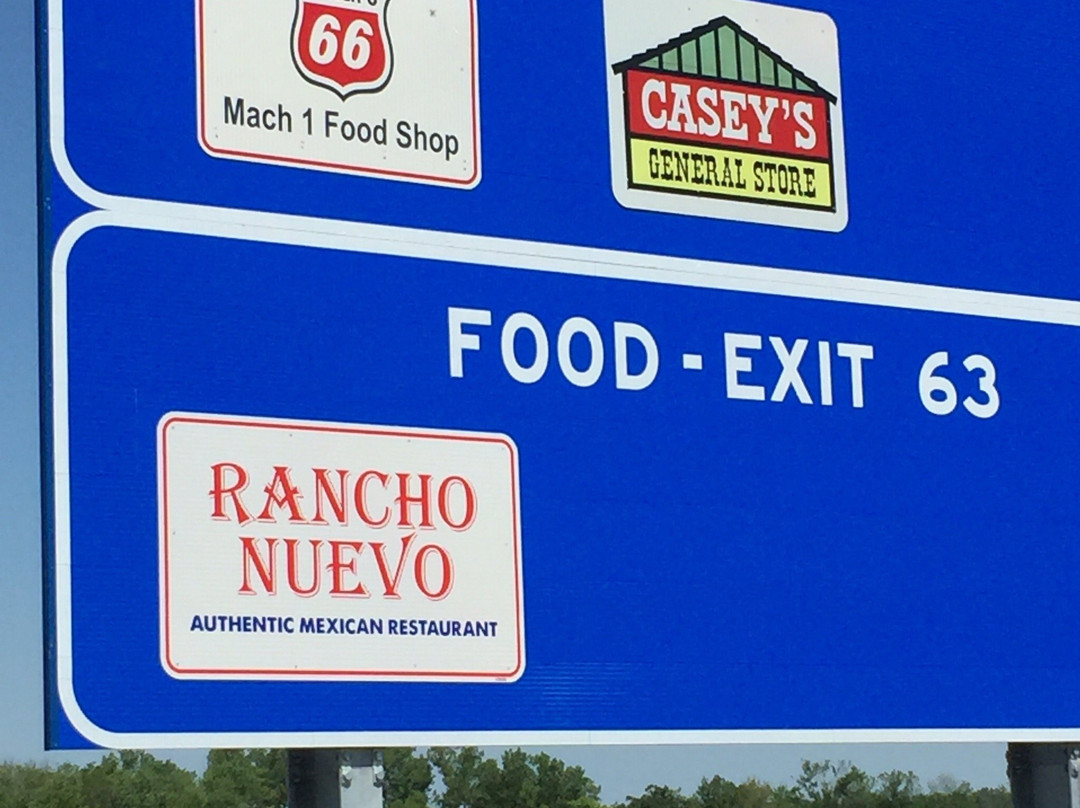 66
Mach 1 Food Shop
CASEY'S
GENERAL STORE
FOOD - EXIT 63
RANCHO
NUEVO
AUTHENTIC MEXICAN RESTAURANT